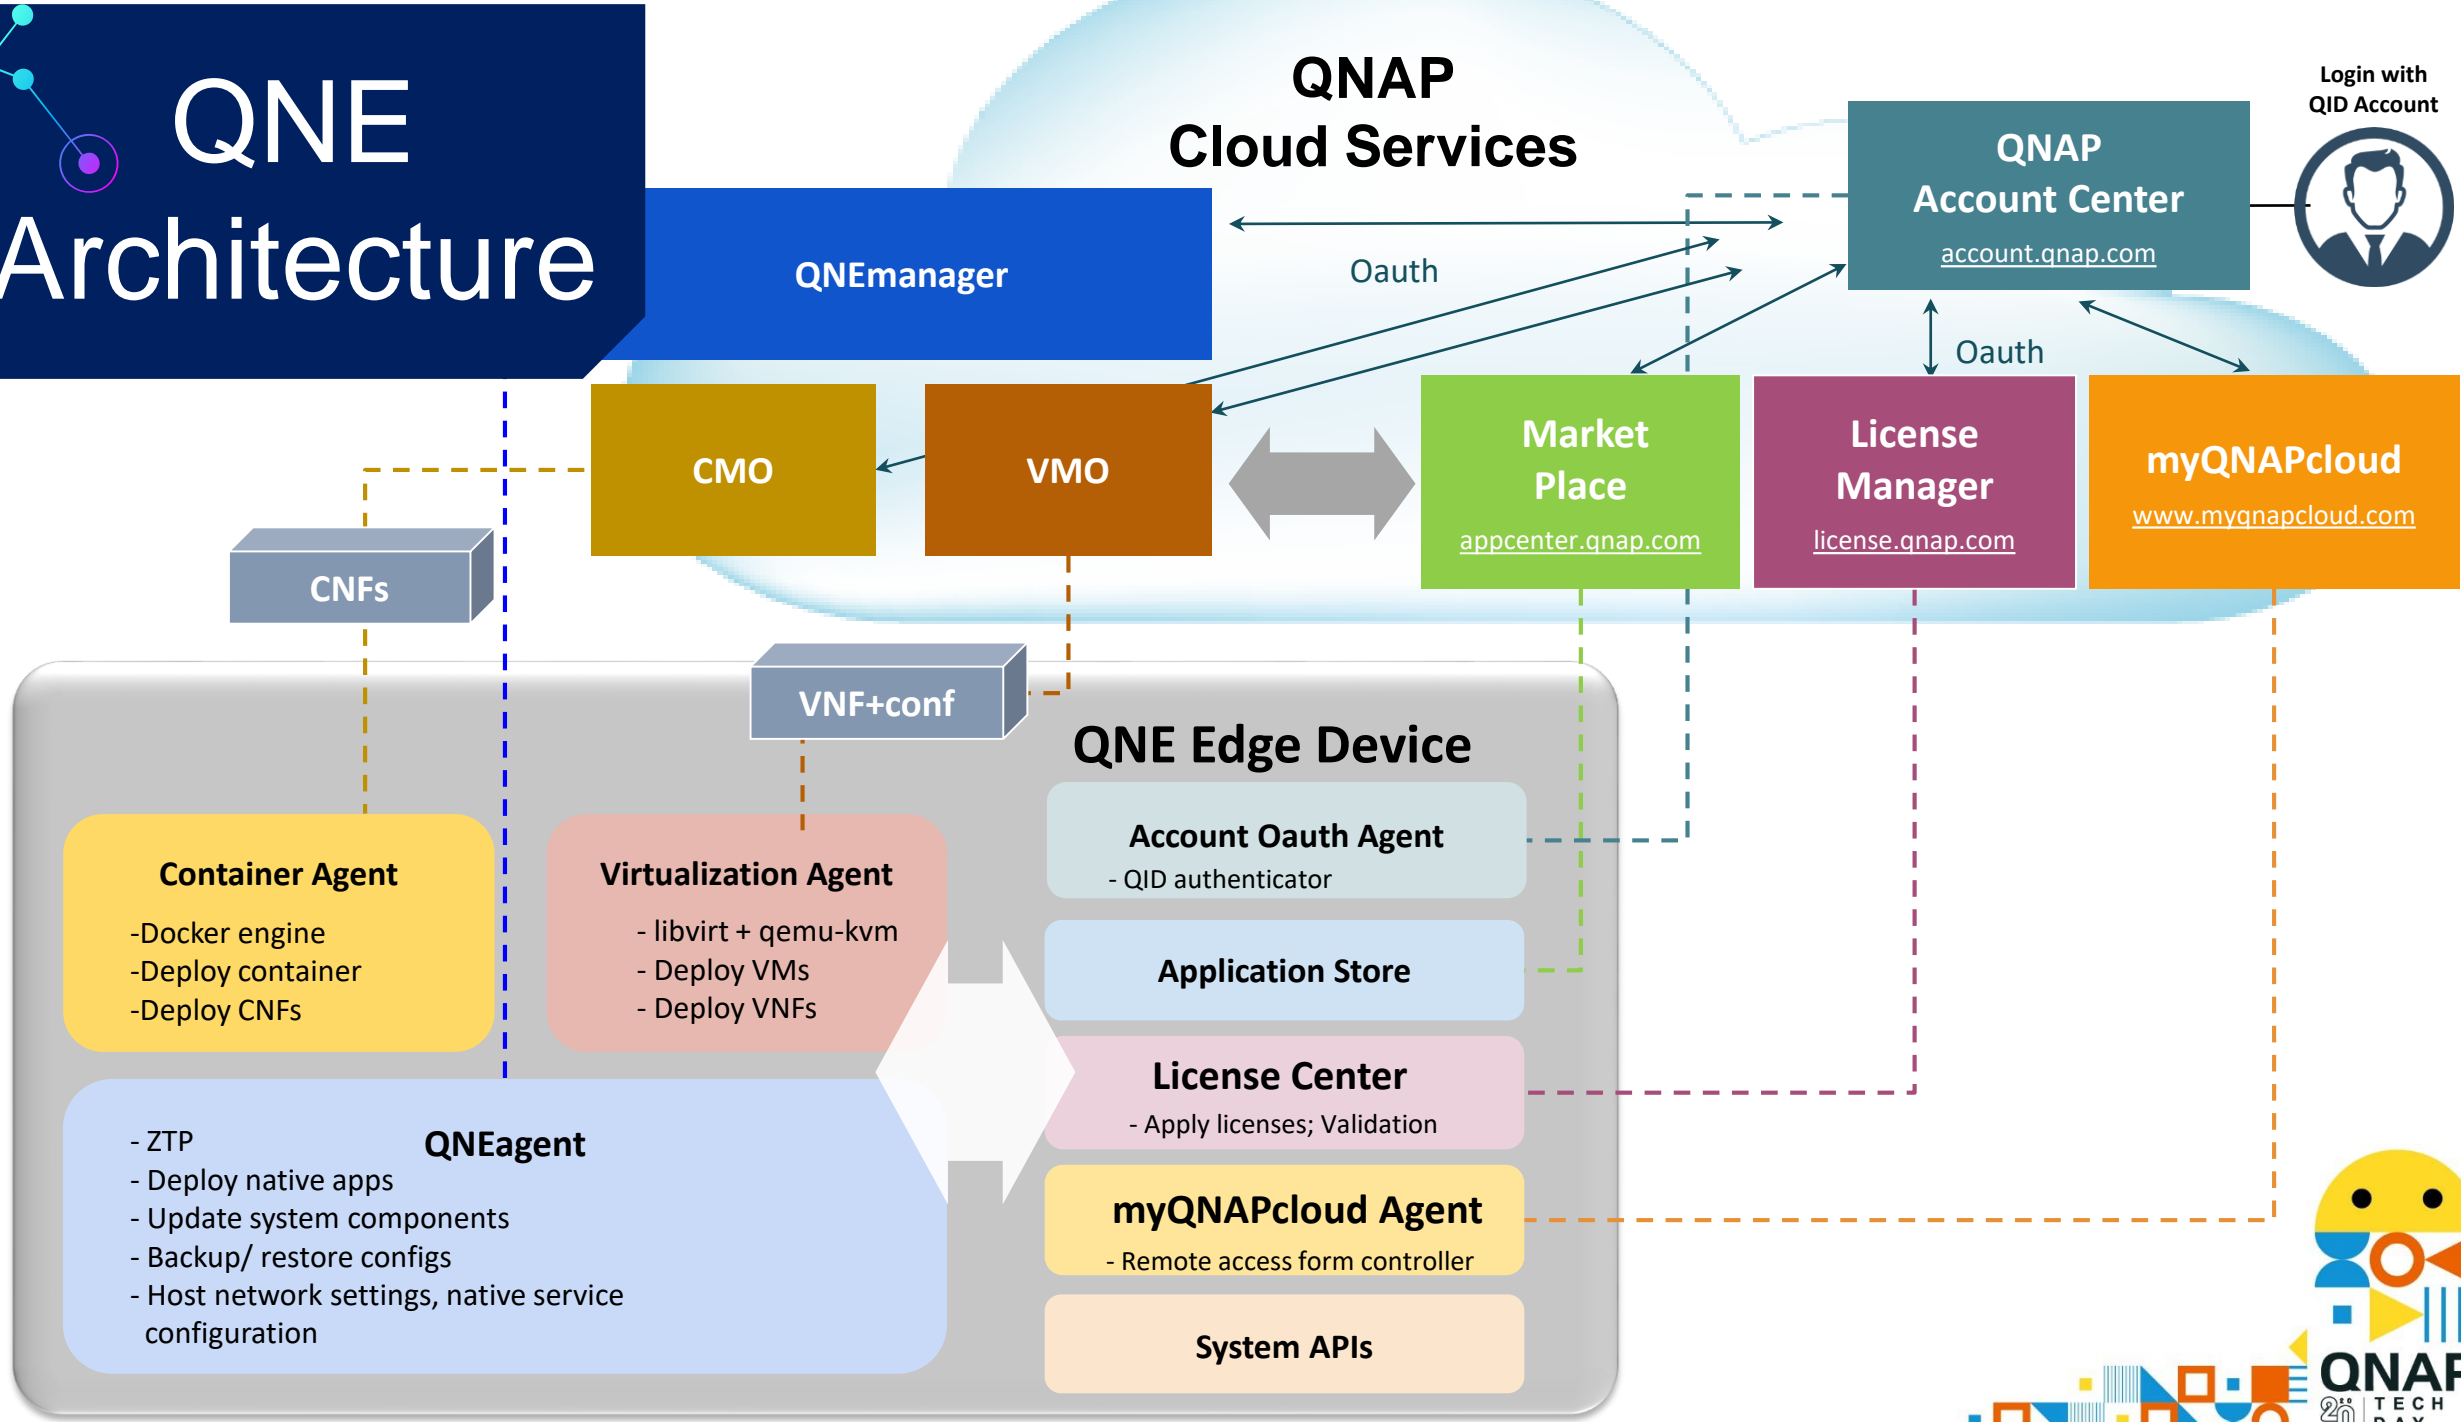 QNE
Architecture
QNAP
Cloud Services
Login with
QID Account
QNAP
Account Center
account.qnap.com
QNEmanager
Oauth
Oauth
CMO
VMO
Market
Place
appcenter.qnap.com
License
Manager
license.qnap.com
myQNAPcloud
www.myqnapcloud.com
CNFs
VNF+conf
QNE Edge Device
Container Agent
-Docker engine
-Deploy container
-Deploy CNFs
Virtualization Agent
- libvirt + qemu-kvm
- Deploy VMs
- Deploy VNFs
Account Oauth Agent
- QID authenticator
Application Store
License Center
- Apply licenses; Validation
myQNAPcloud Agent
- Remote access form controller
System APIs
QNEagent
- ZTP
- Deploy native apps
- Update system components
- Backup/ restore configs
- Host network settings, native service
configuration
QNAP
20 TECH